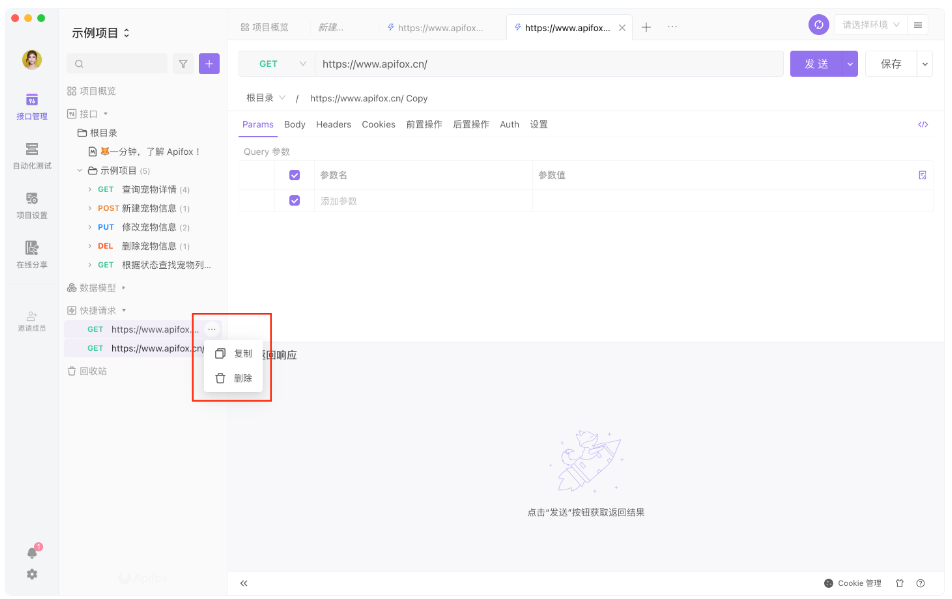 示例项目
项目概览
新建...
https://www.apifox...
https://www.apifox...
请选择环境
GET
https://www.apifox.cn/
发 送
保存
项目概览
接口管理
接口
根目录
/
https://www.apifox.cn/ Copy
根目录
Params
Body
Headers
Cookies
前置操作
后置操作
Auth
设置
一分钟，了解 Apifox！
Query 参数
自动化测试
示例项目 (5)
参数名
参数值
GET 查询宠物详情 (4)
添加参数
POST 新建宠物信息 (1)
项目设置
PUT 修改宠物信息 (2)
DEL 删除宠物信息 (1)
在线分享
GET 根据状态查找宠物列...
数据模型
快捷请求
邀请成员
GET https://www.apifox....
GET https://www.apifox.cn/
复制
返回响应
回收站
删除
点击“发送”按钮获取返回结果
Apifox
Cookie 管理